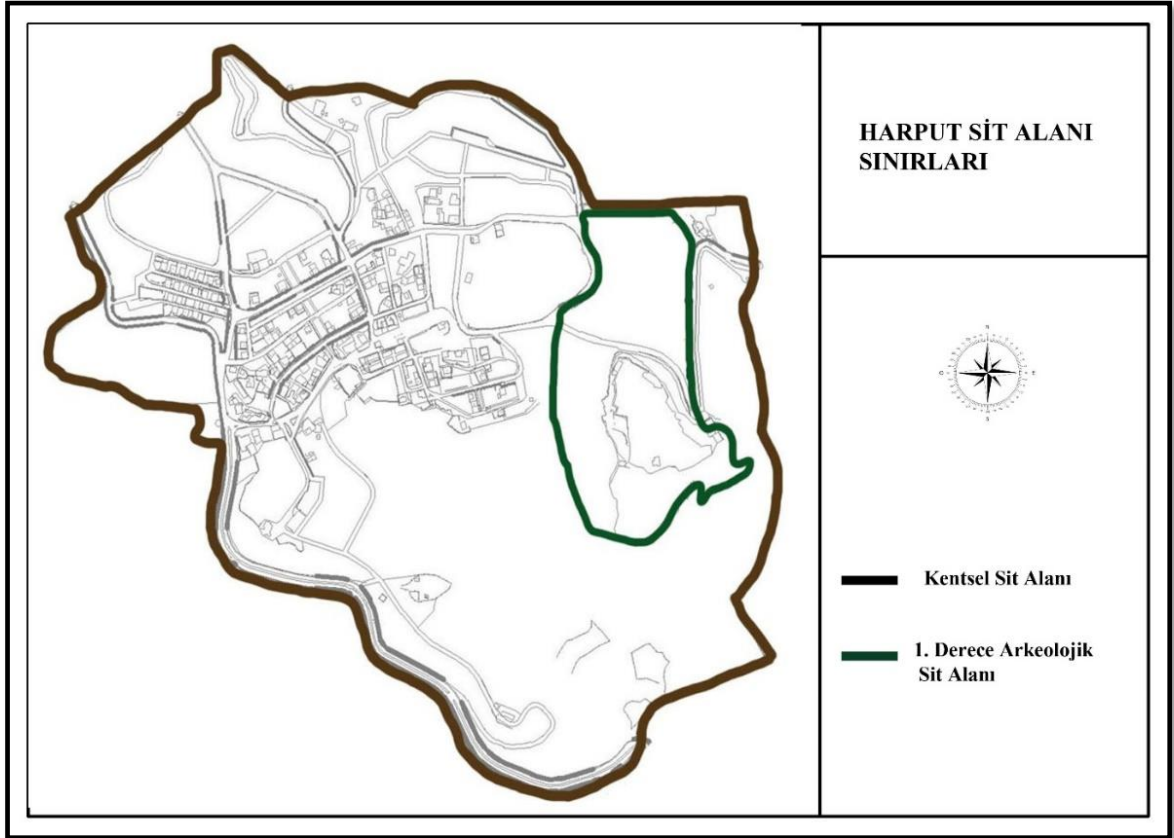 HARPUT SİT ALANI
SINIRLARI
Kentsel Sit Alanı
1. Derece Arkeolojik
Sit Alanı